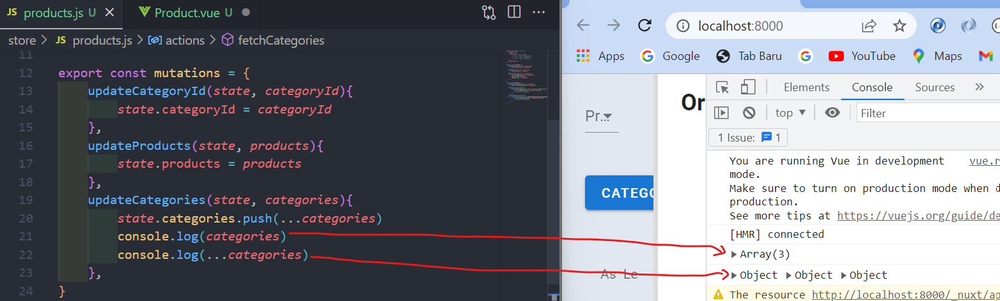 JS products.js U
Product.vue U
store > JS products.js > actions > fetchCategories
11
12 export const mutations = {
13 updateCategoryId(state, categoryId){
14 state.categoryId = categoryId
15 },
16 updateProducts(state, products){
17 state.products = products
18 },
19 updateCategories(state, categories){
20 state.categories.push(...categories)
21 console.log(categories)
22 console.log(...categories)
23 },
24 }
localhost:8000
Apps Google Tab Baru YouTube Maps
Pr...
CATEGO
As Le
Or
Elements Console Sources
top Filter
1 Issue: 1
You are running Vue in development vue.r
mode.
Make sure to turn on production mode when d
production.
See more tips at https://vuejs.org/guide/de
[HMR] connected
Array(3)
Object Object Object
The resource http://localhost:8000/_nuxt/ap